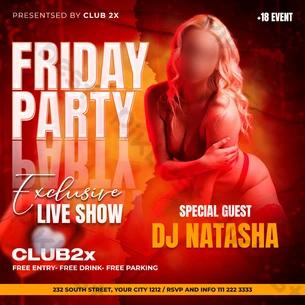 PRESENTSED BY CLUB 2X
+18 EVENT
FRIDAY
PARTY
Exclusive
LIVE SHOW
SPECIAL GUEST
DJ NATASHA
CLUB2x
FREE ENTRY- FREE DRINK- FREE PARKING
232 SOUTH STREET, YOUR CITY 1212 / RSVP AND INFO 111 222 3333